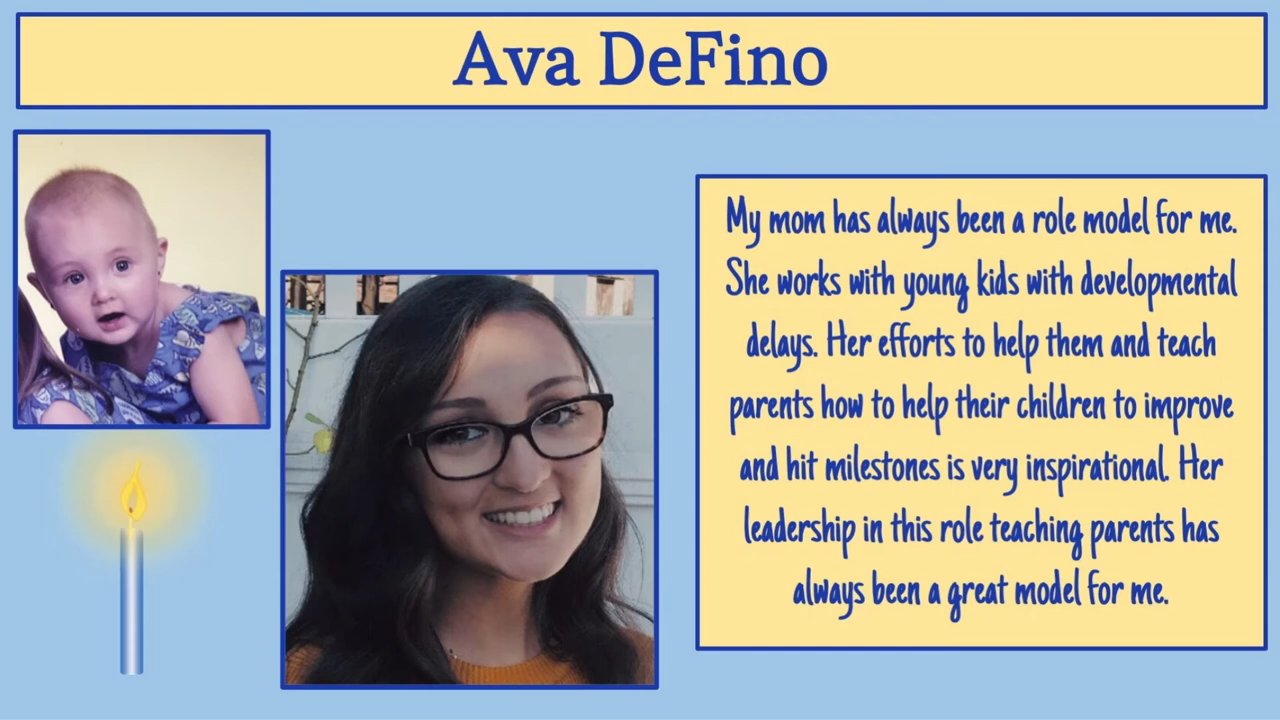 Ava DeFino
My mom has always been a role model for me.
She works with young kids with developmental
delays. Her efforts to help them and teach
parents how to help their children to improve
and hit milestones is very inspirational. Her
leadership in this role teaching parents has
always been a great model for me.